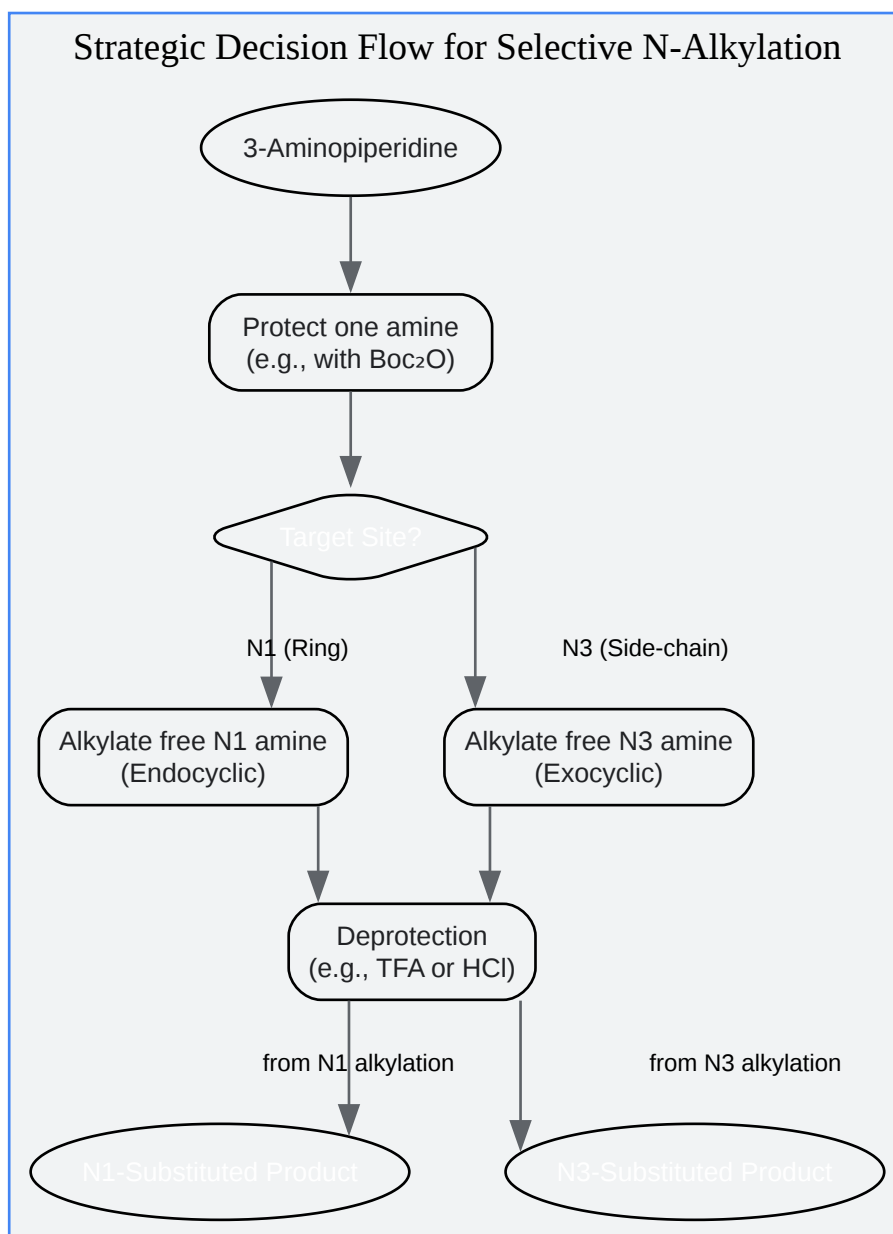 Strategic Decision Flow for Selective N-Alkylation
3-Aminopiperidine
Protect one amine
(e.g., with Boc₂O)
Target Site?
N1 (Ring)
N3 (Side-chain)
Alkylate free N1 amine
(Endocyclic)
Alkylate free N3 amine
(Exocyclic)
Deprotection
(e.g., TFA or HCl)
from N1 alkylation
from N3 alkylation
N1-Substituted Product
N3-Substituted Product